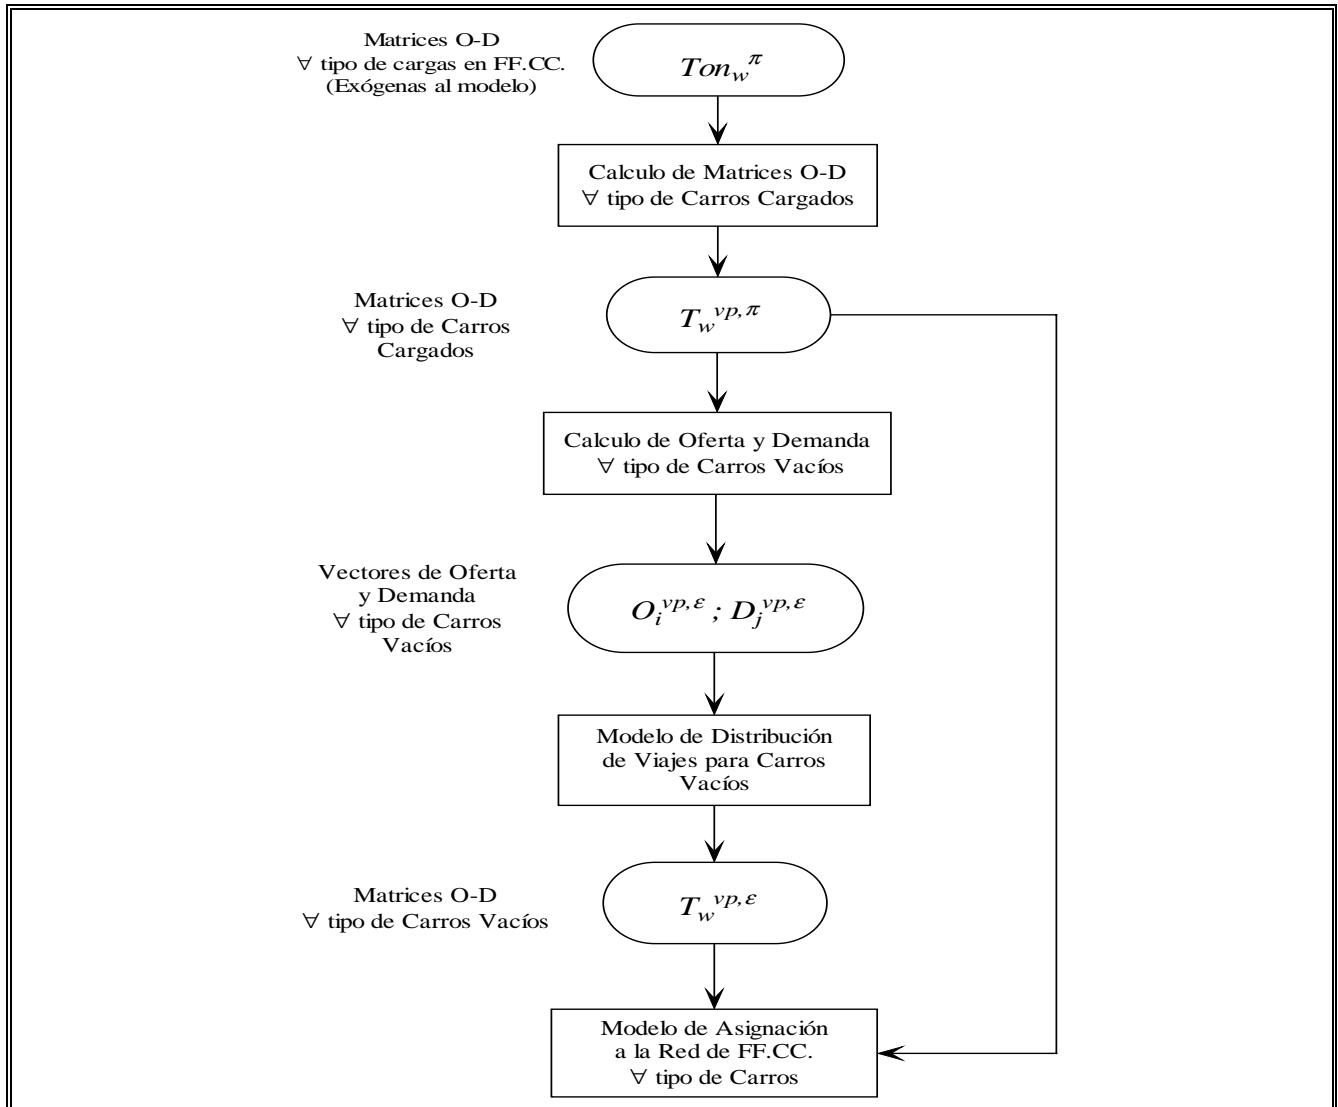 Matrices O-D
∀ tipo de cargas en FF.CC.
(Exógenas al modelo)
Ton_w^π
Calculo de Matrices O-D
∀ tipo de Carros Cargados
Matrices O-D
∀ tipo de Carros
Cargados
T_w^{vp, π}
Calculo de Oferta y Demanda
∀ tipo de Carros Vacíos
Vectores de Oferta
y Demanda
∀ tipo de Carros
Vacíos
O_i^{vp, ε} ; D_j^{vp, ε}
Modelo de Distribución
de Viajes para Carros
Vacíos
Matrices O-D
∀ tipo de Carros Vacíos
T_w^{vp, ε}
Modelo de Asignación
a la Red de FF.CC.
∀ tipo de Carros